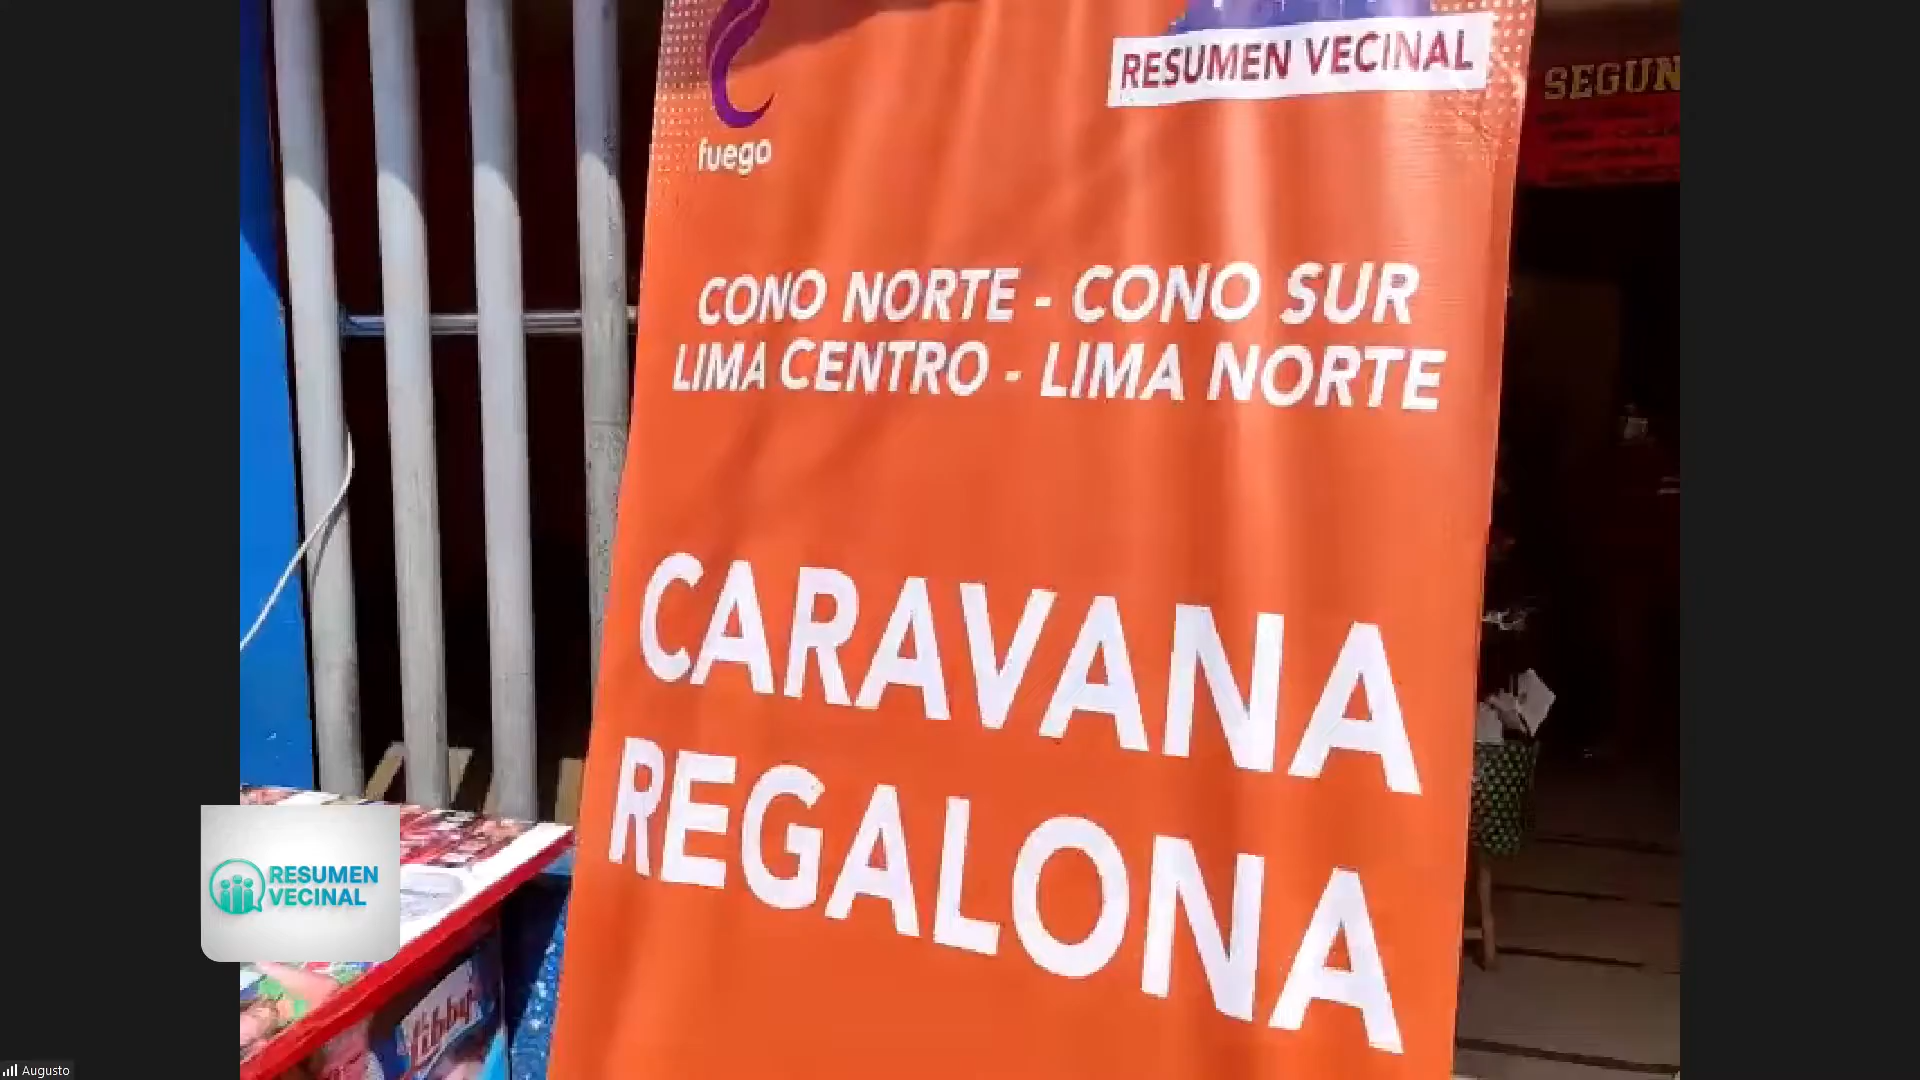 RESUMEN VECINAL
fuego
SEGUN
CONO NORTE - CONO SUR
LIMA CENTRO - LIMA NORTE
CARAVANA
REGALONA
RESUMEN
VECINAL
Augusto